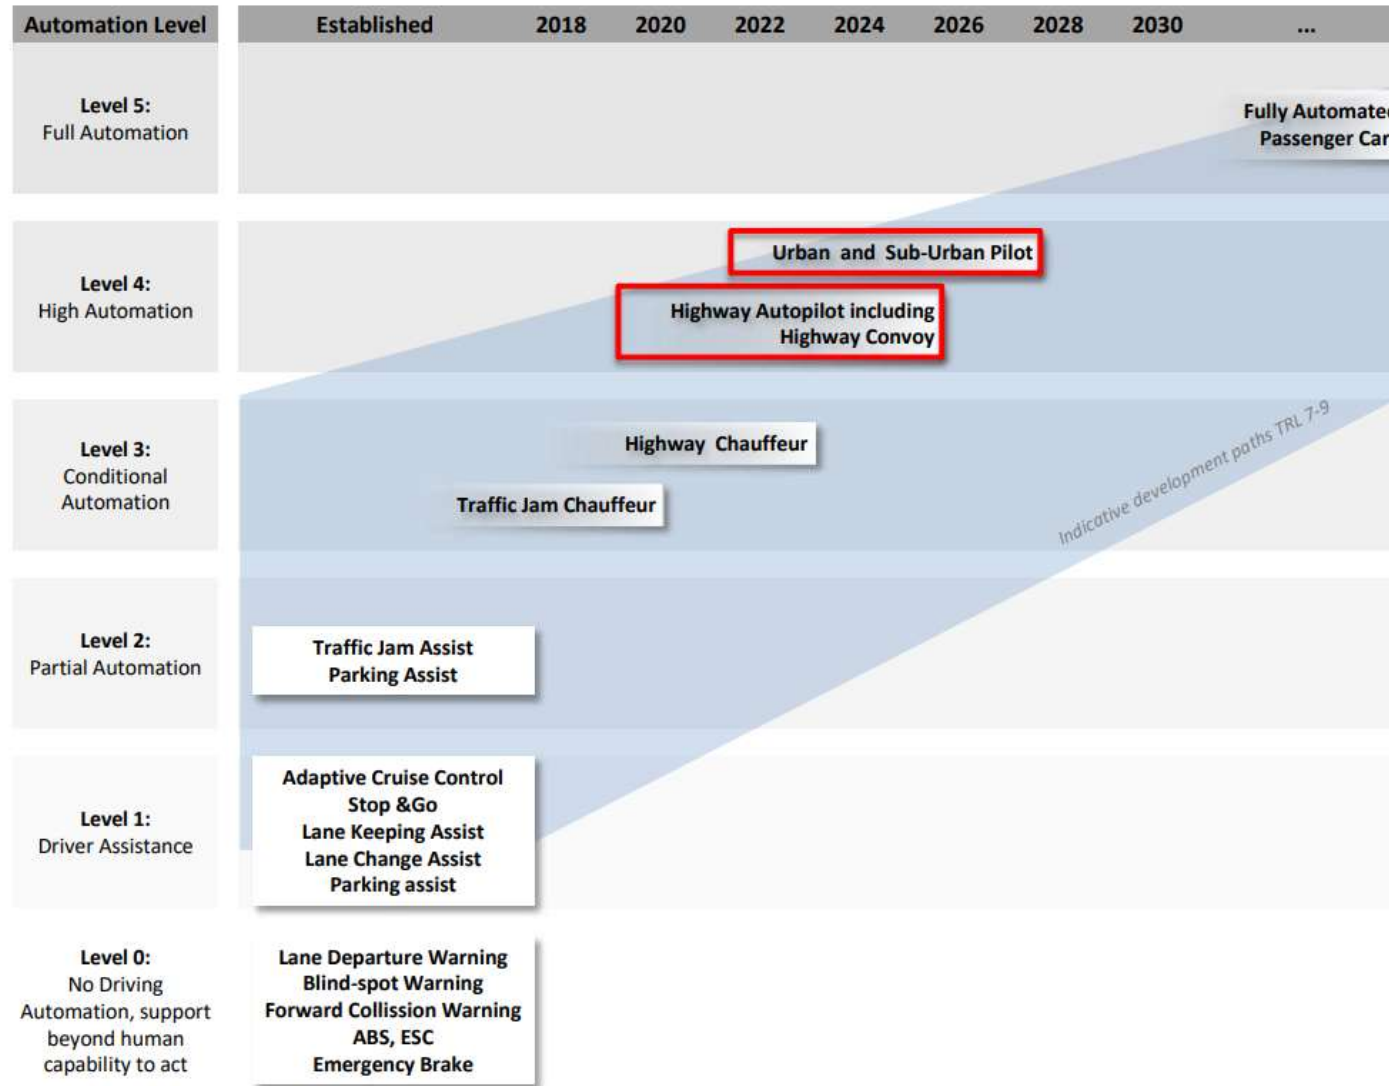 Automation Level Established 2018 2020 2022 2024 2026 2028 2030 ...
Level 5:
Full Automation
Fully Automated
Passenger Car
Level 4:
High Automation
Urban and Sub-Urban Pilot
Highway Autopilot including
Highway Convoy
Level 3:
Conditional
Automation
Highway Chauffeur
Traffic Jam Chauffeur
Indicative development paths TRL 7-9
Level 2:
Partial Automation
Traffic Jam Assist
Parking Assist
Level 1:
Driver Assistance
Adaptive Cruise Control
Stop &Go
Lane Keeping Assist
Lane Change Assist
Parking assist
Level 0:
No Driving
Automation, support
beyond human
capability to act
Lane Departure Warning
Blind-spot Warning
Forward Collission Warning
ABS, ESC
Emergency Brake